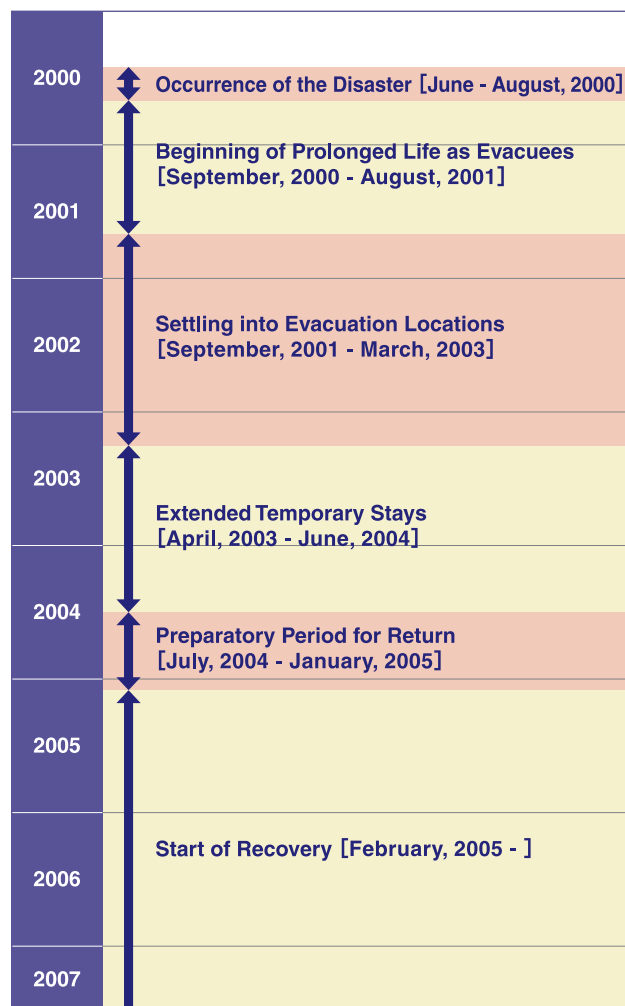 2000
Occurrence of the Disaster [June - August, 2000]
Beginning of Prolonged Life as Evacuees
[September, 2000 - August, 2001]
2001
Settling into Evacuation Locations
[September, 2001 - March, 2003]
2002
2003
Extended Temporary Stays
[April, 2003 - June, 2004]
2004
Preparatory Period for Return
[July, 2004 - January, 2005]
2005
Start of Recovery [February, 2005 - ]
2006
2007